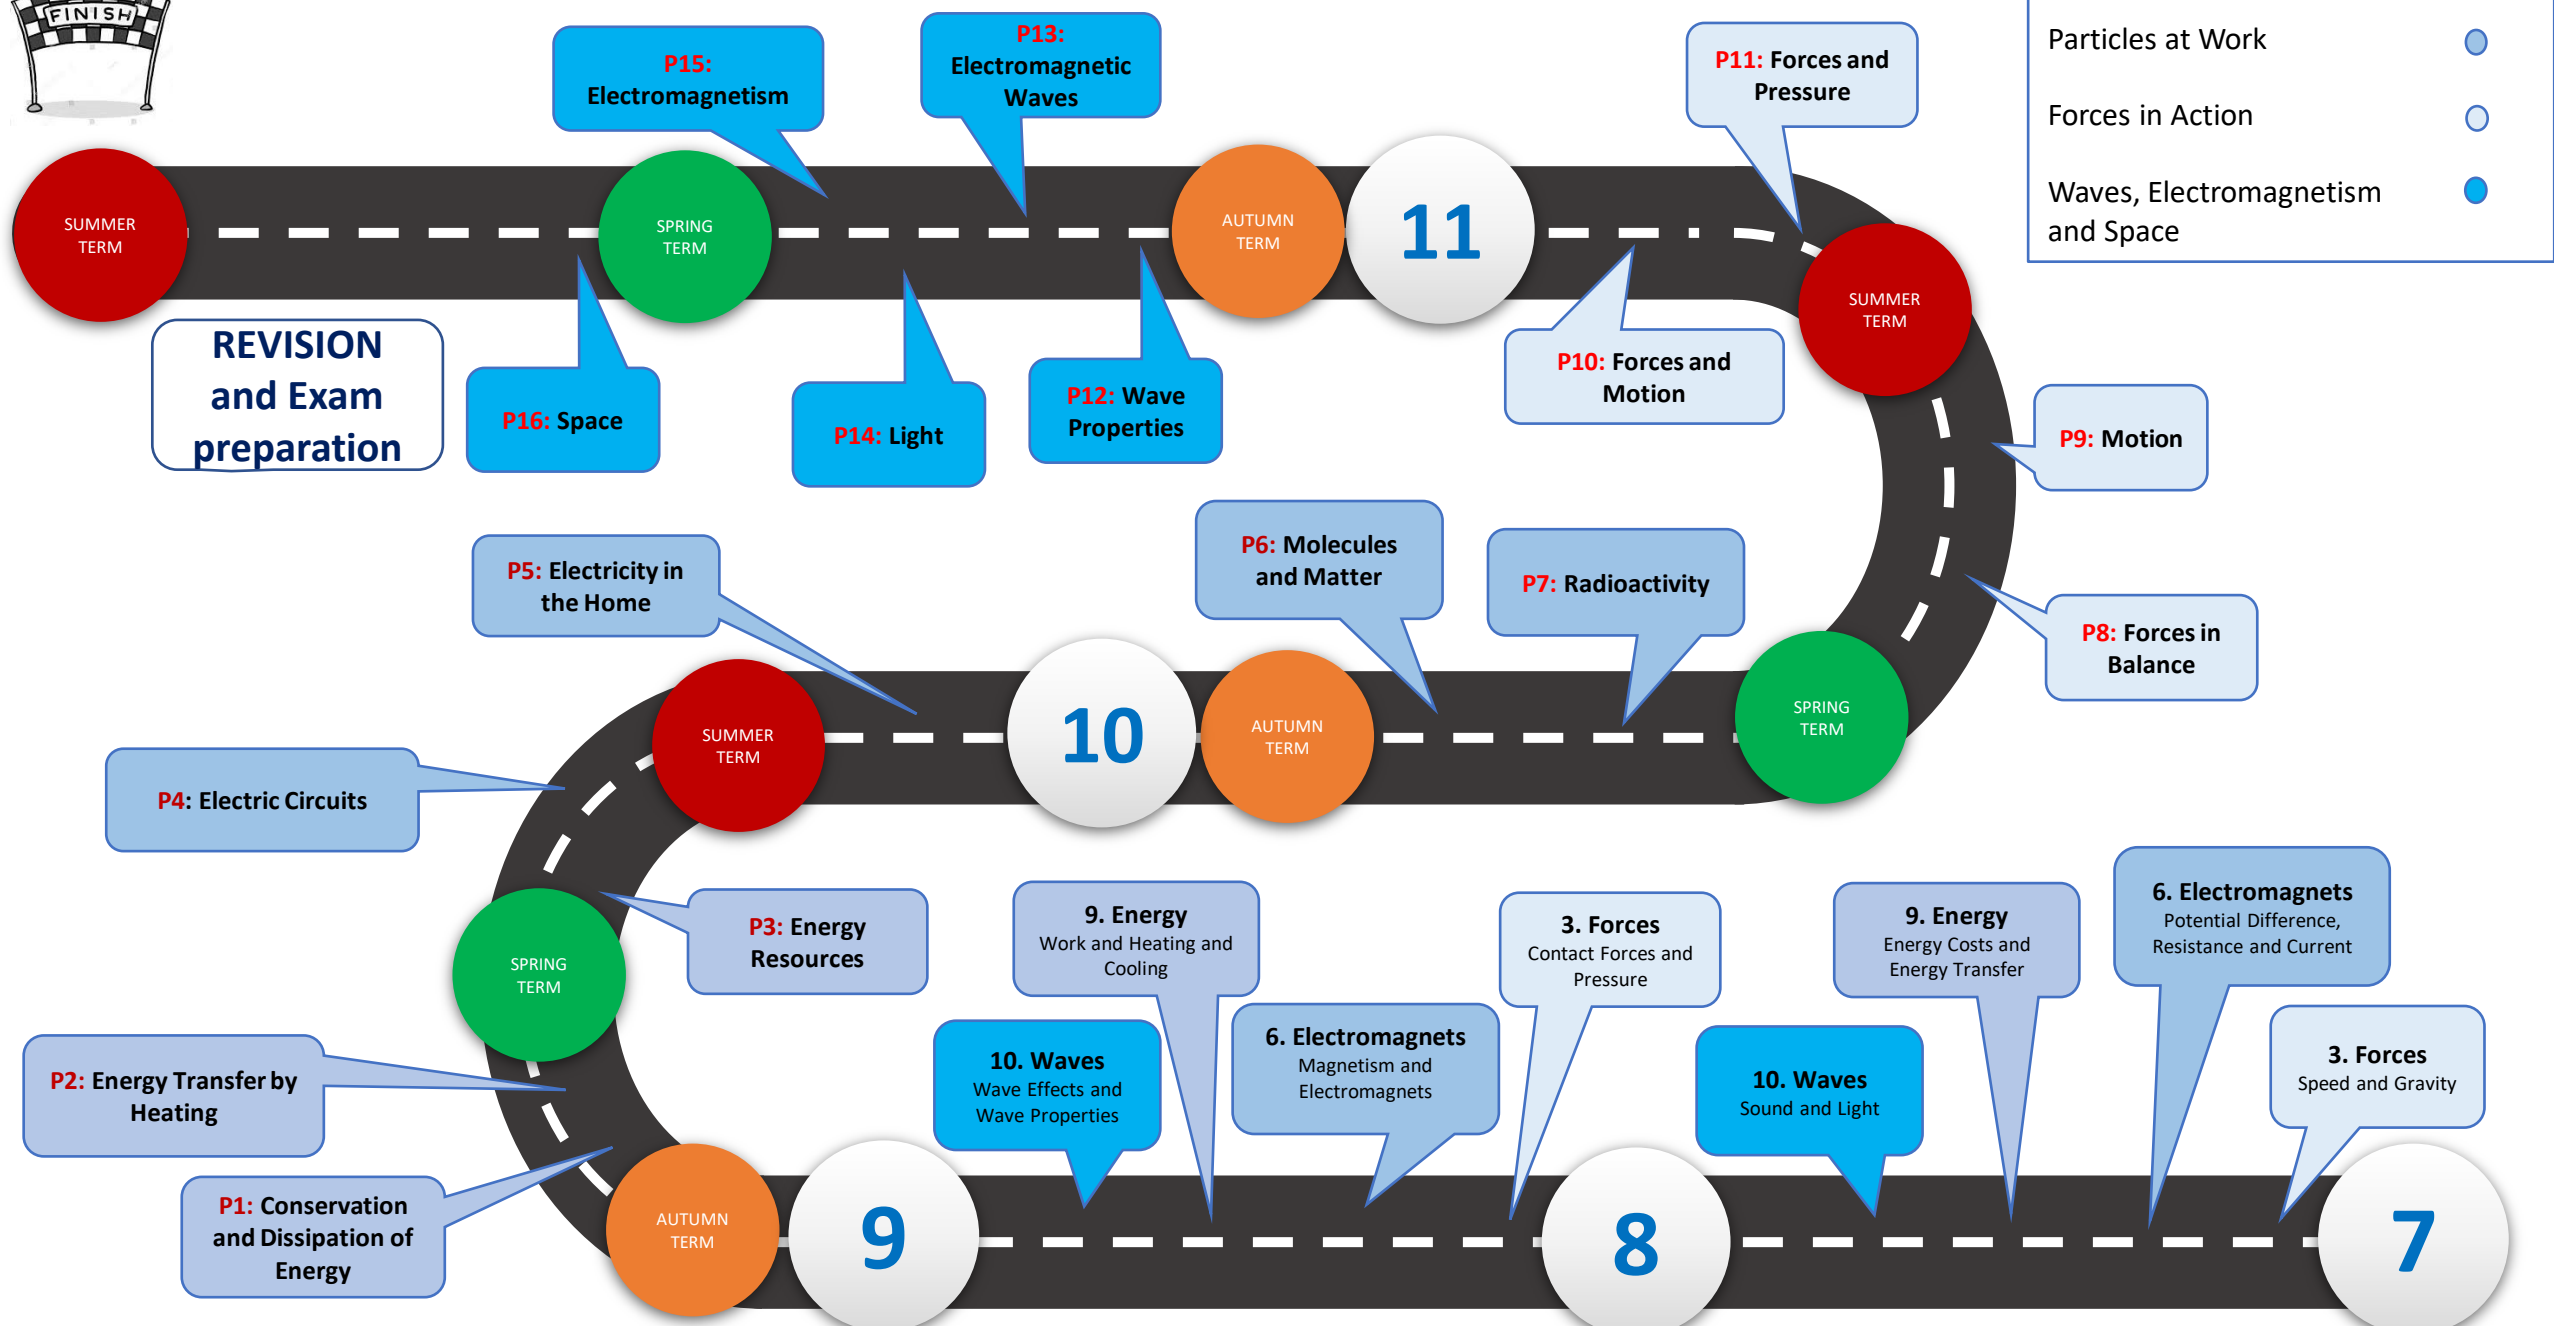 FINISH
P15:
Electromagnetism
P13:
Electromagnetic
Waves
P11: Forces and
Pressure
Particles at Work
Forces in Action
Waves, Electromagnetism
and Space
SUMMER
TERM
SPRING
TERM
AUTUMN
TERM
11
SUMMER
TERM
REVISION
and Exam
preparation
P16: Space
P14: Light
P12: Wave
Properties
P10: Forces and
Motion
P9: Motion
P5: Electricity in
the Home
P6: Molecules
and Matter
P7: Radioactivity
P8: Forces in
Balance
SUMMER
TERM
10
AUTUMN
TERM
SPRING
TERM
P4: Electric Circuits
SPRING
TERM
P3: Energy
Resources
9. Energy
Work and Heating and
Cooling
3. Forces
Contact Forces and
Pressure
9. Energy
Energy Costs and
Energy Transfer
6. Electromagnets
Potential Difference,
Resistance and Current
P2: Energy Transfer by
Heating
10. Waves
Wave Effects and
Wave Properties
6. Electromagnets
Magnetism and
Electromagnets
10. Waves
Sound and Light
3. Forces
Speed and Gravity
P1: Conservation
and Dissipation of
Energy
AUTUMN
TERM
9
8
7